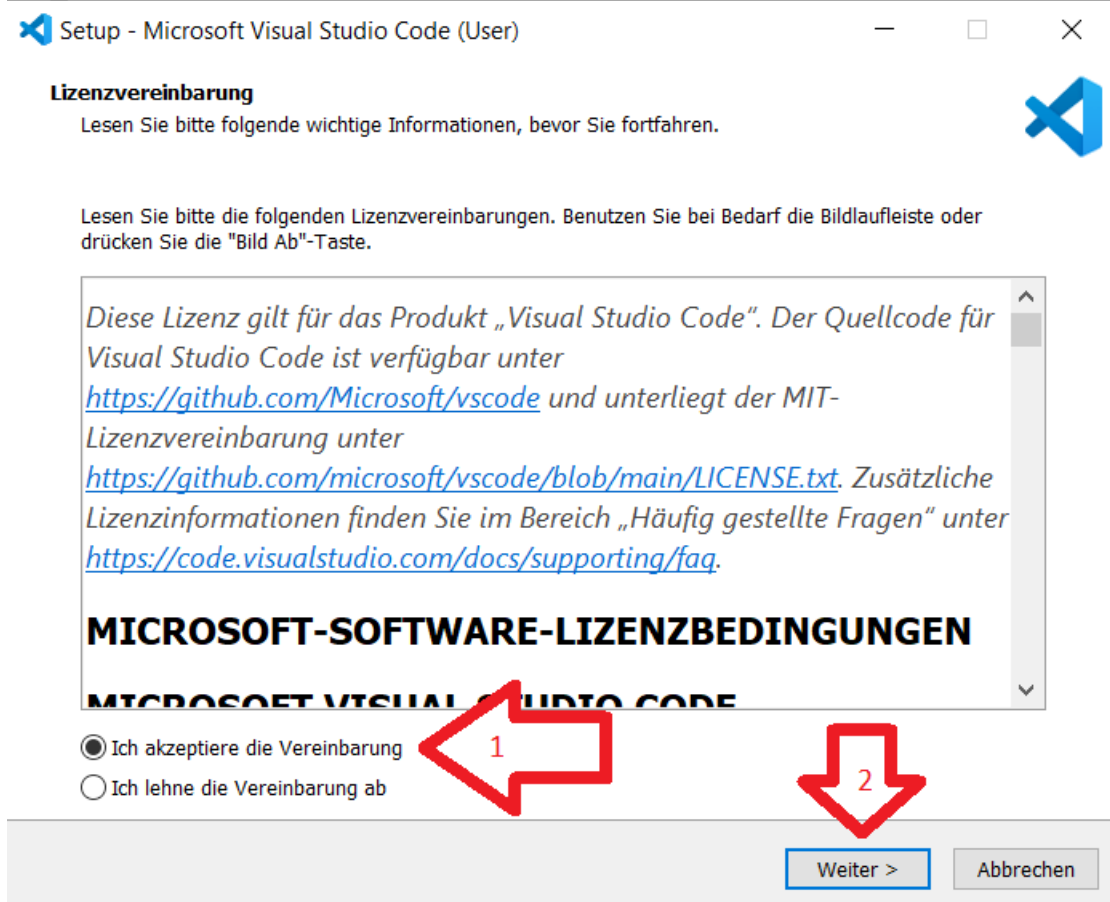 Setup - Microsoft Visual Studio Code (User)
Lizenzvereinbarung
Lesen Sie bitte folgende wichtige Informationen, bevor Sie fortfahren.
Lesen Sie bitte die folgenden Lizenzvereinbarungen. Benutzen Sie bei Bedarf die Bildlaufleiste oder
drücken Sie die "Bild Ab"-Taste.
Diese Lizenz gilt für das Produkt „Visual Studio Code“. Der Quellcode für
Visual Studio Code ist verfügbar unter
https://github.com/Microsoft/vscode und unterliegt der MIT-
Lizenzvereinbarung unter
https://github.com/microsoft/vscode/blob/main/LICENSE.txt. Zusätzliche
Lizenzinformationen finden Sie im Bereich „Häufig gestellte Fragen“ unter
https://code.visualstudio.com/docs/supporting/faq.
MICROSOFT-SOFTWARE-LIZENZBEDINGUNGEN
MICROSOFT VISUAL STUDIO CODE
Ich akzeptiere die Vereinbarung
1
Ich lehne die Vereinbarung ab
2
Weiter >
Abbrechen